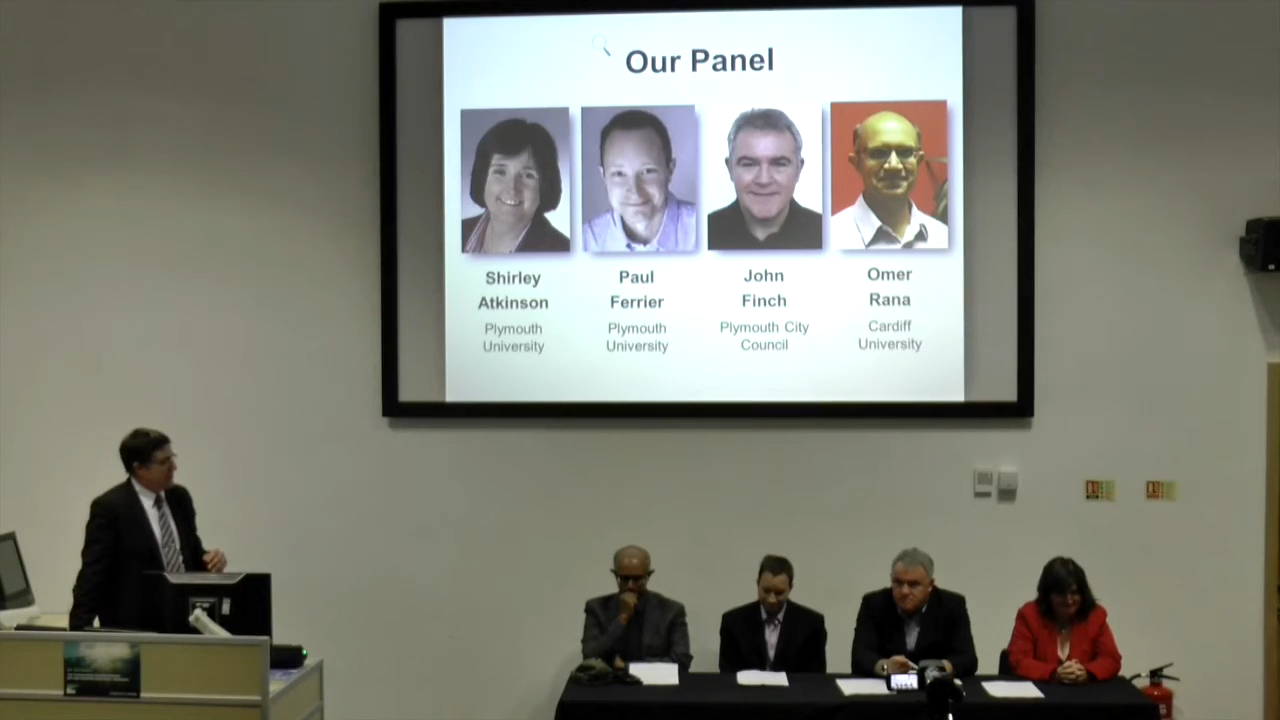 Our Panel
Shirley
Atkinson
Plymouth
University
Paul
Ferrier
Plymouth
University
John
Finch
Plymouth City
Council
Omer
Rana
Cardiff
University